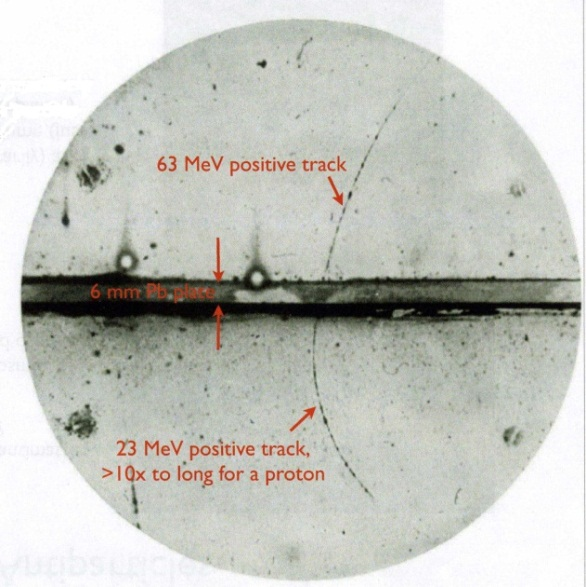 63 MeV positive track
6 mm Pb plate
23 MeV positive track,
>10x to long for a proton